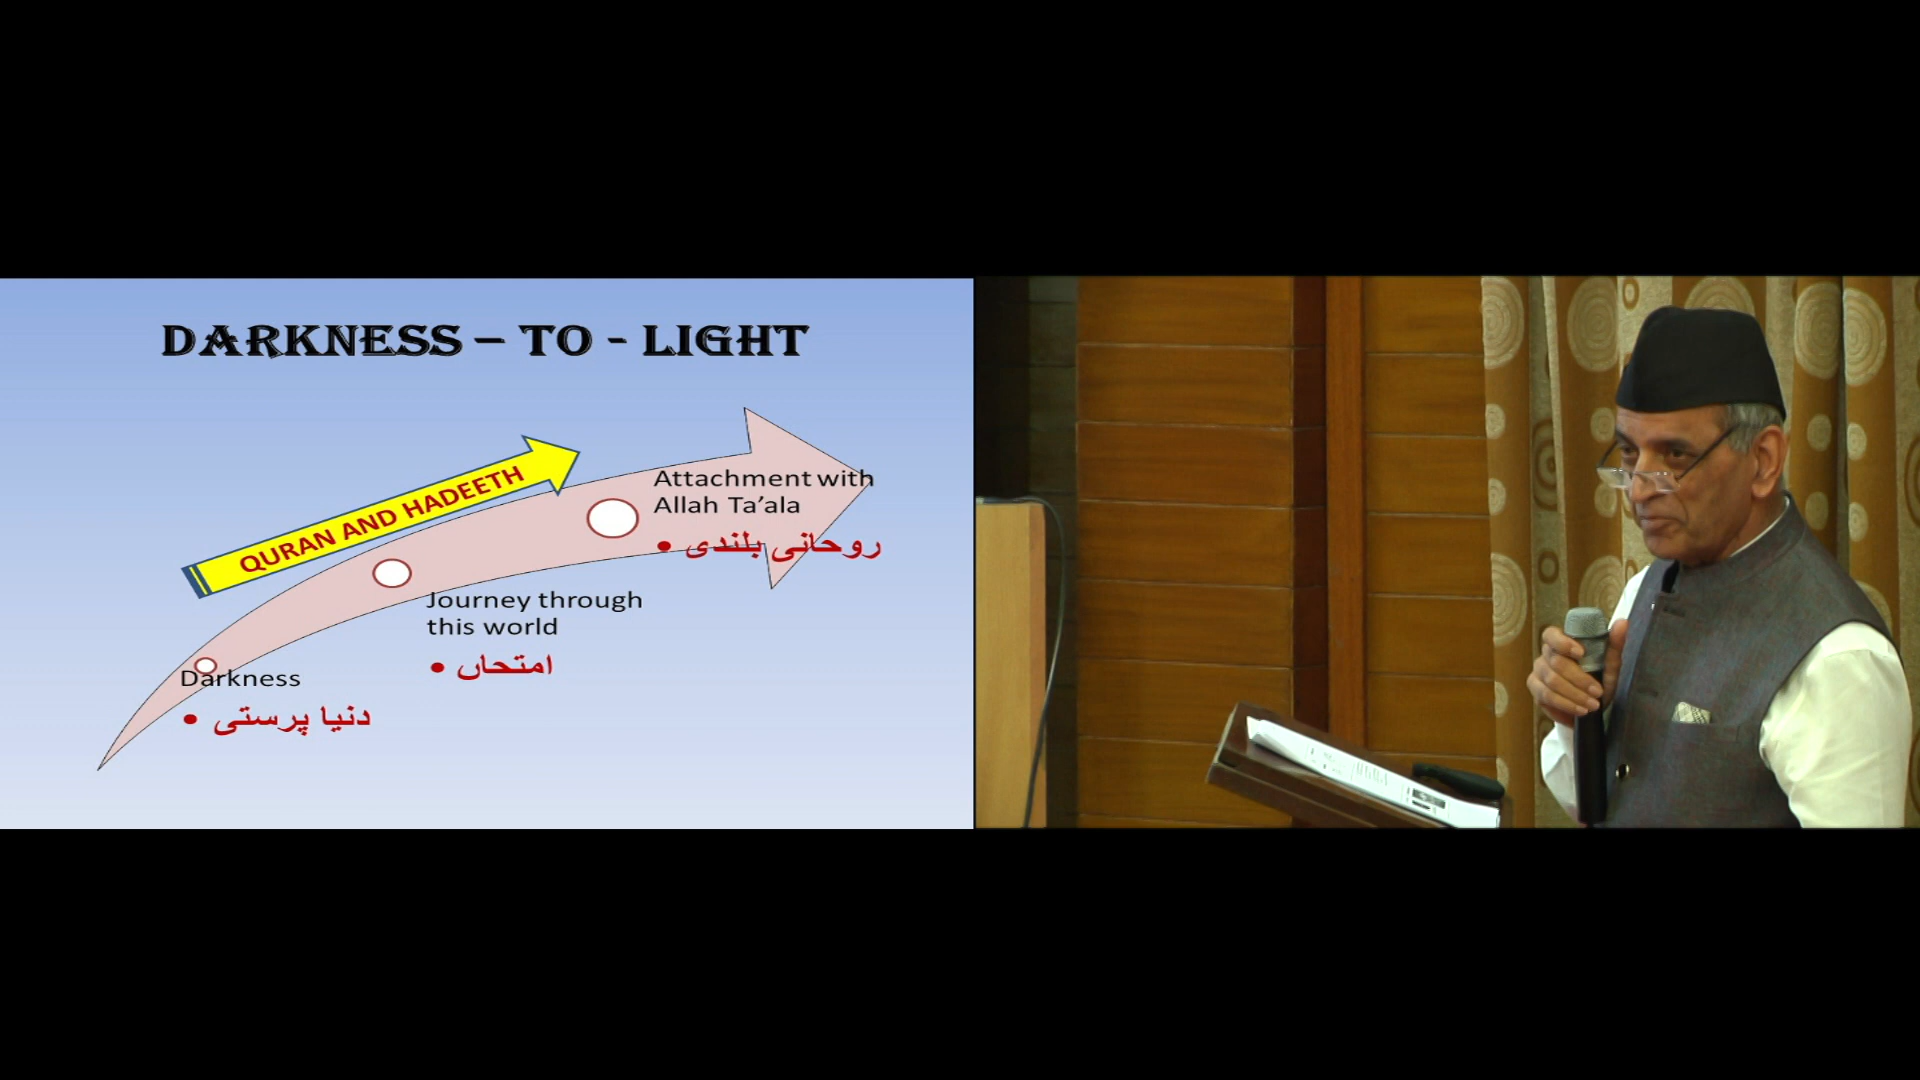 DARKNESS – TO - LIGHT
QURAN AND HADEETH
Attachment with
Allah Ta’ala
• روحانی بلندی
Journey through
this world
• امتحاں
Darkness
• دنیا پرستی